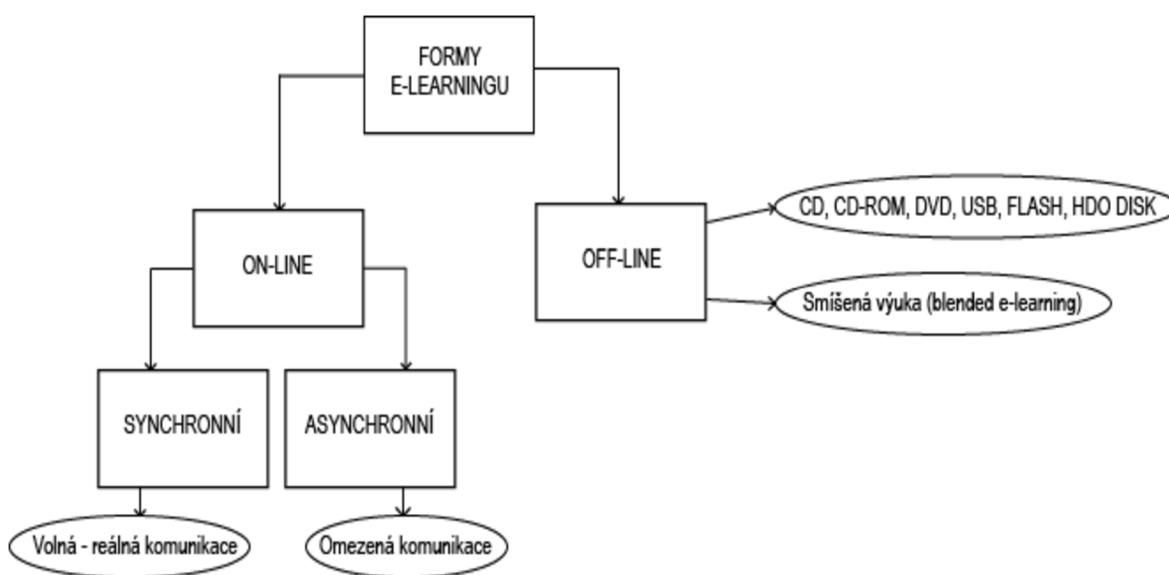 FORMY
E-LEARNINGU
ON-LINE
OFF-LINE
CD, CD-ROM, DVD, USB, FLASH, HDO DISK
Smíšená výuka (blended e-learning)
SYNCHRONNÍ
ASYNCHRONNÍ
Volná - reálná komunikace
Omezená komunikace